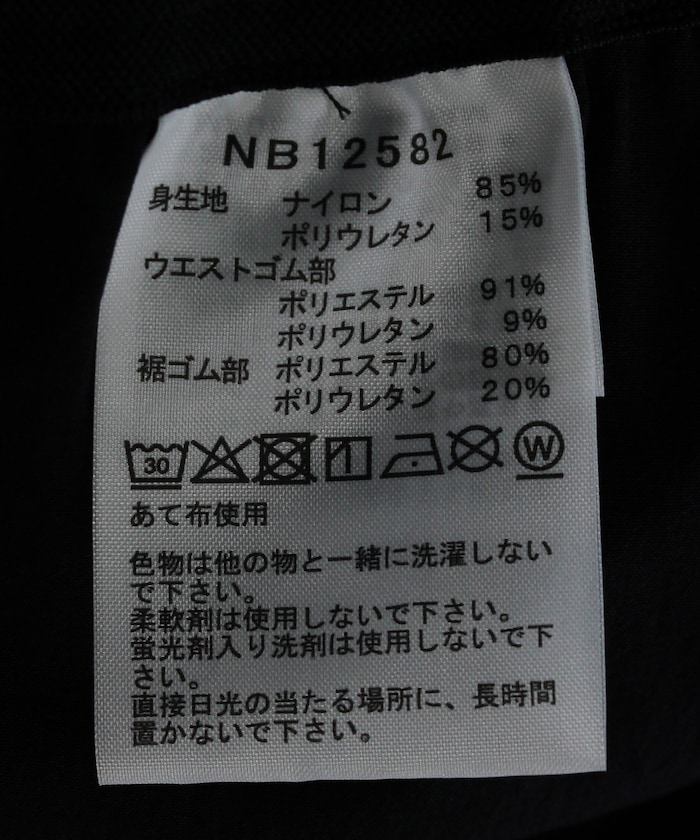 NB12582
身生地 ナイロン 85%
ポリウレタン 15%
ウエストゴム部
ポリエステル 91%
ポリウレタン 9%
裾ゴム部 ポリエステル 80%
ポリウレタン 20%
30 W
あて布使用
色物は他の物と一緒に洗濯しない
で下さい。
柔軟剤は使用しないで下さい。
蛍光剤入り洗剤は使用しないで下
さい。
直接日光の当たる場所に、長時間
置かないで下さい。